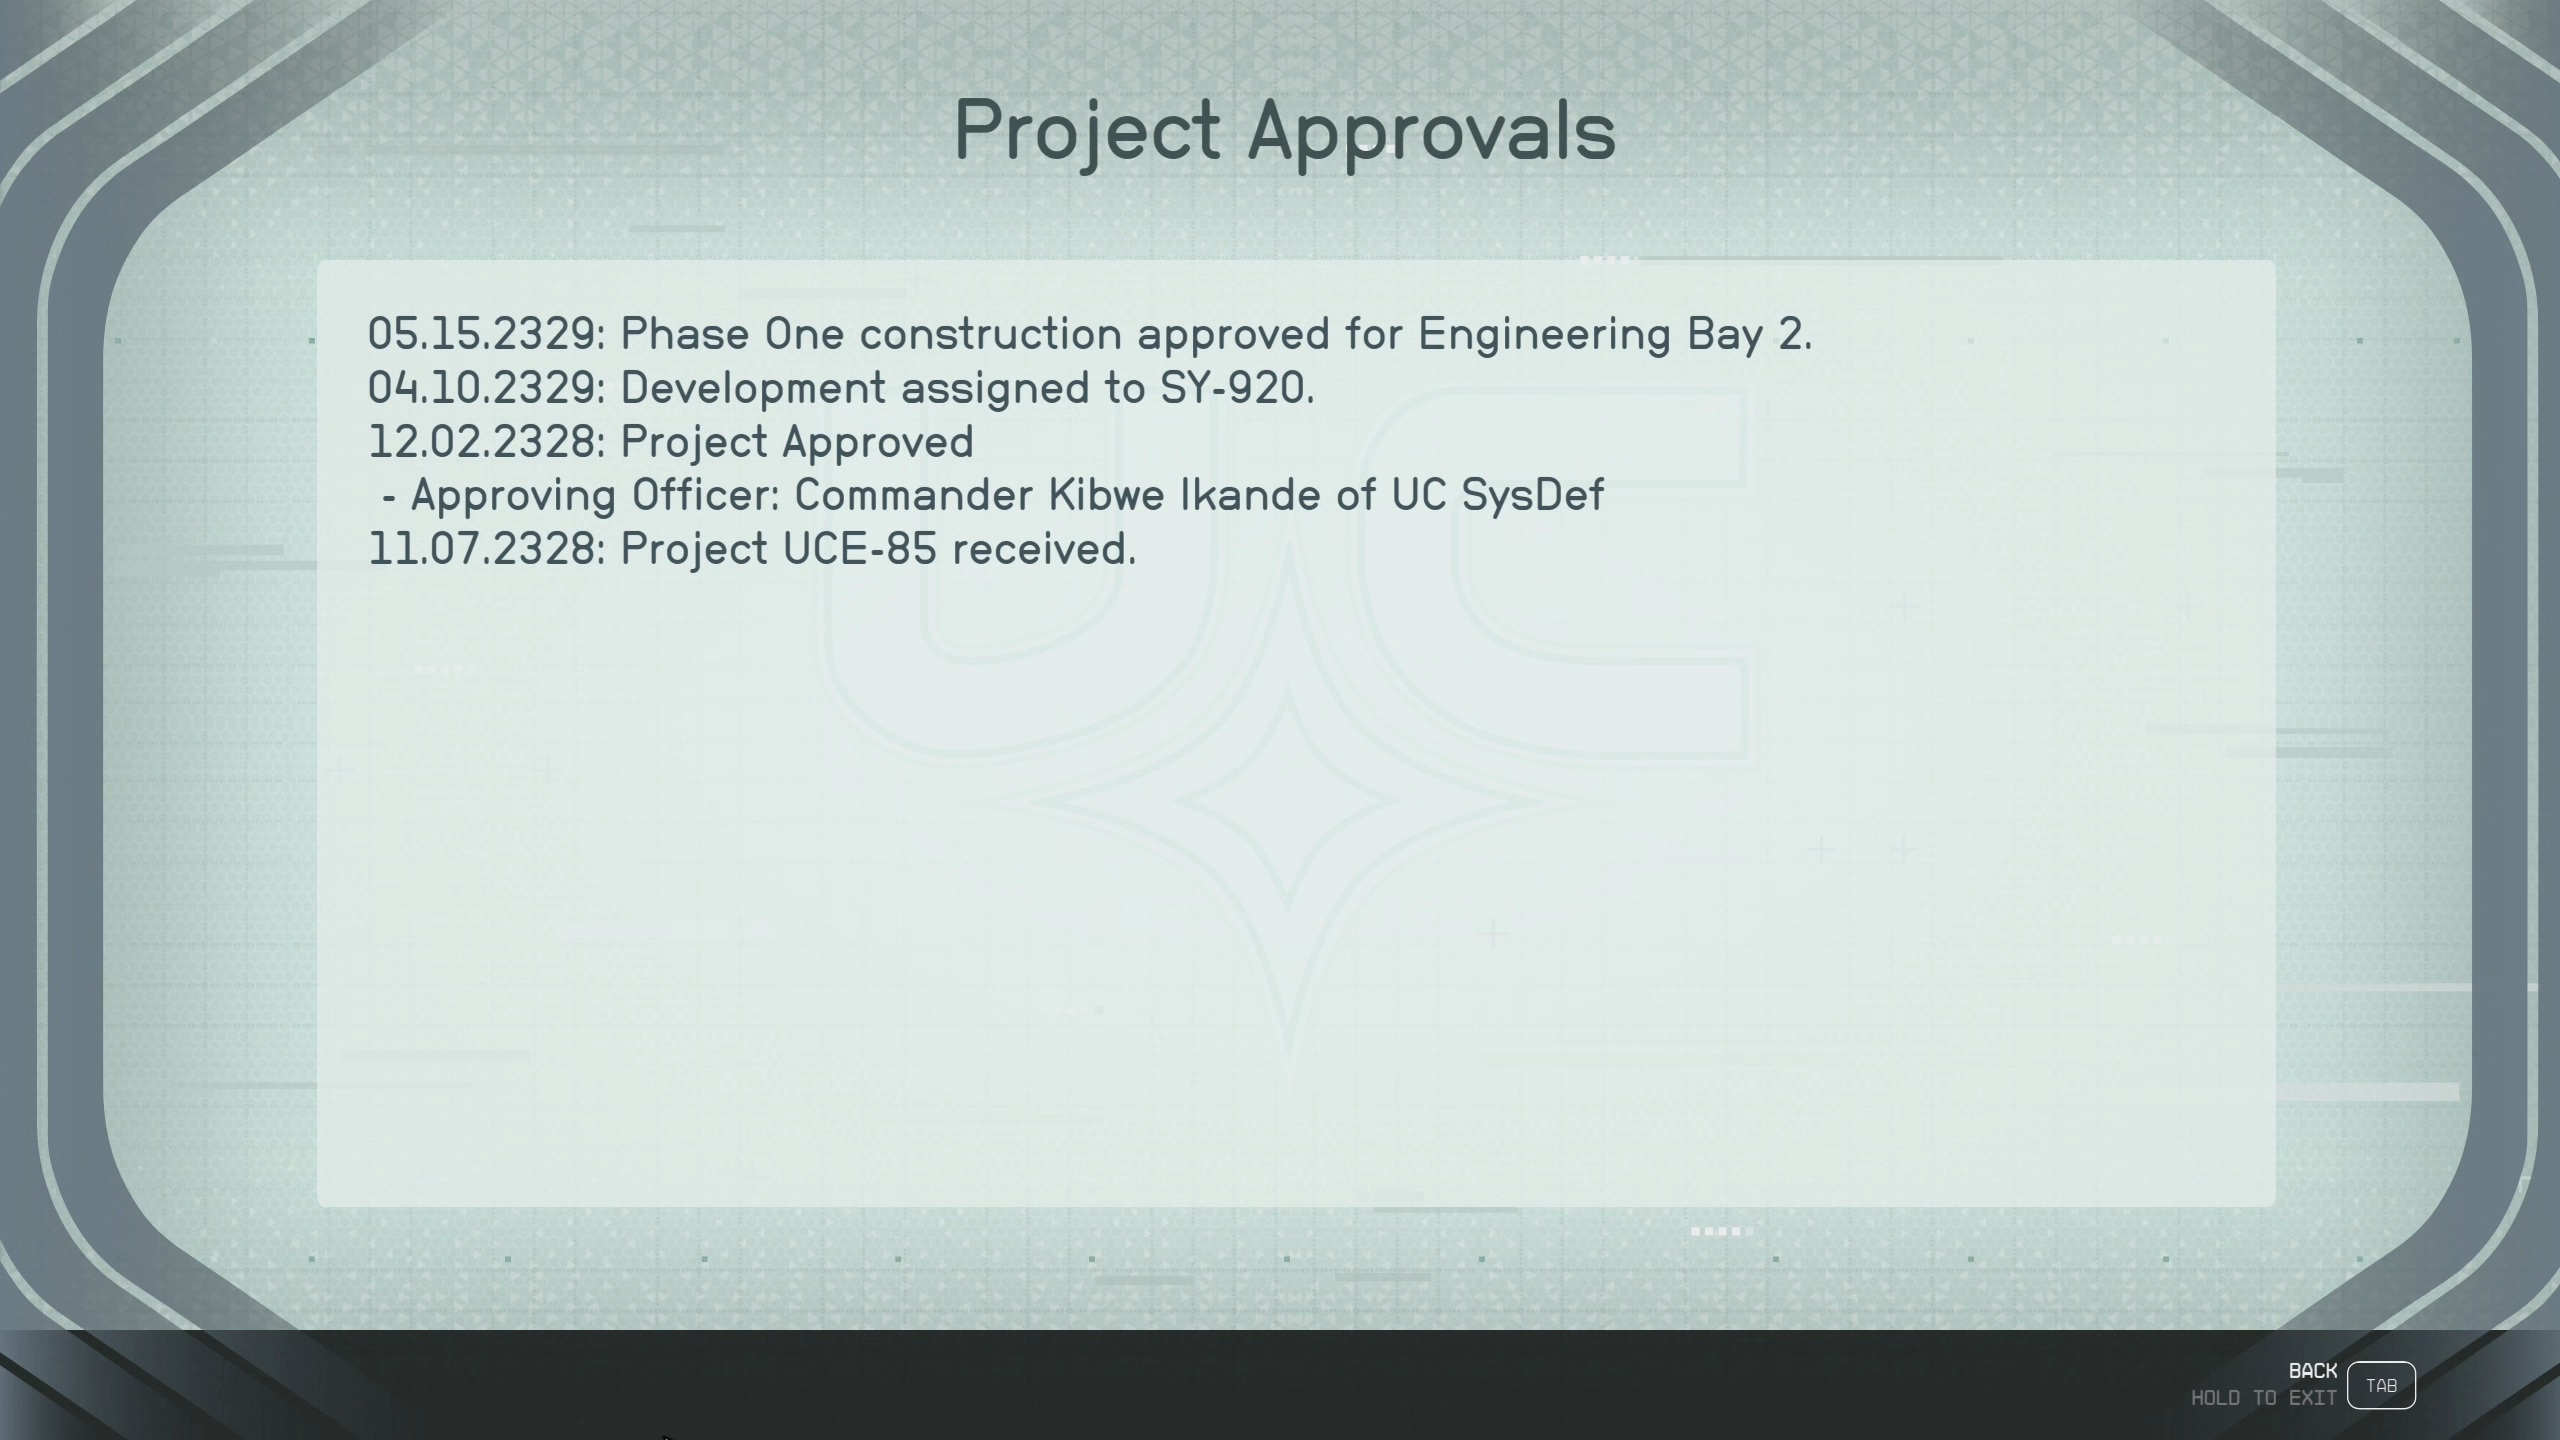 Project Approvals
05.15.2329: Phase One construction approved for Engineering Bay 2.
04.10.2329: Development assigned to SY-920.
12.02.2328: Project Approved
- Approving Officer: Commander Kibwe Ikande of UC SysDef
11.07.2328: Project UCE-85 received.
UC
BACK
HOLD TO EXIT
TAB